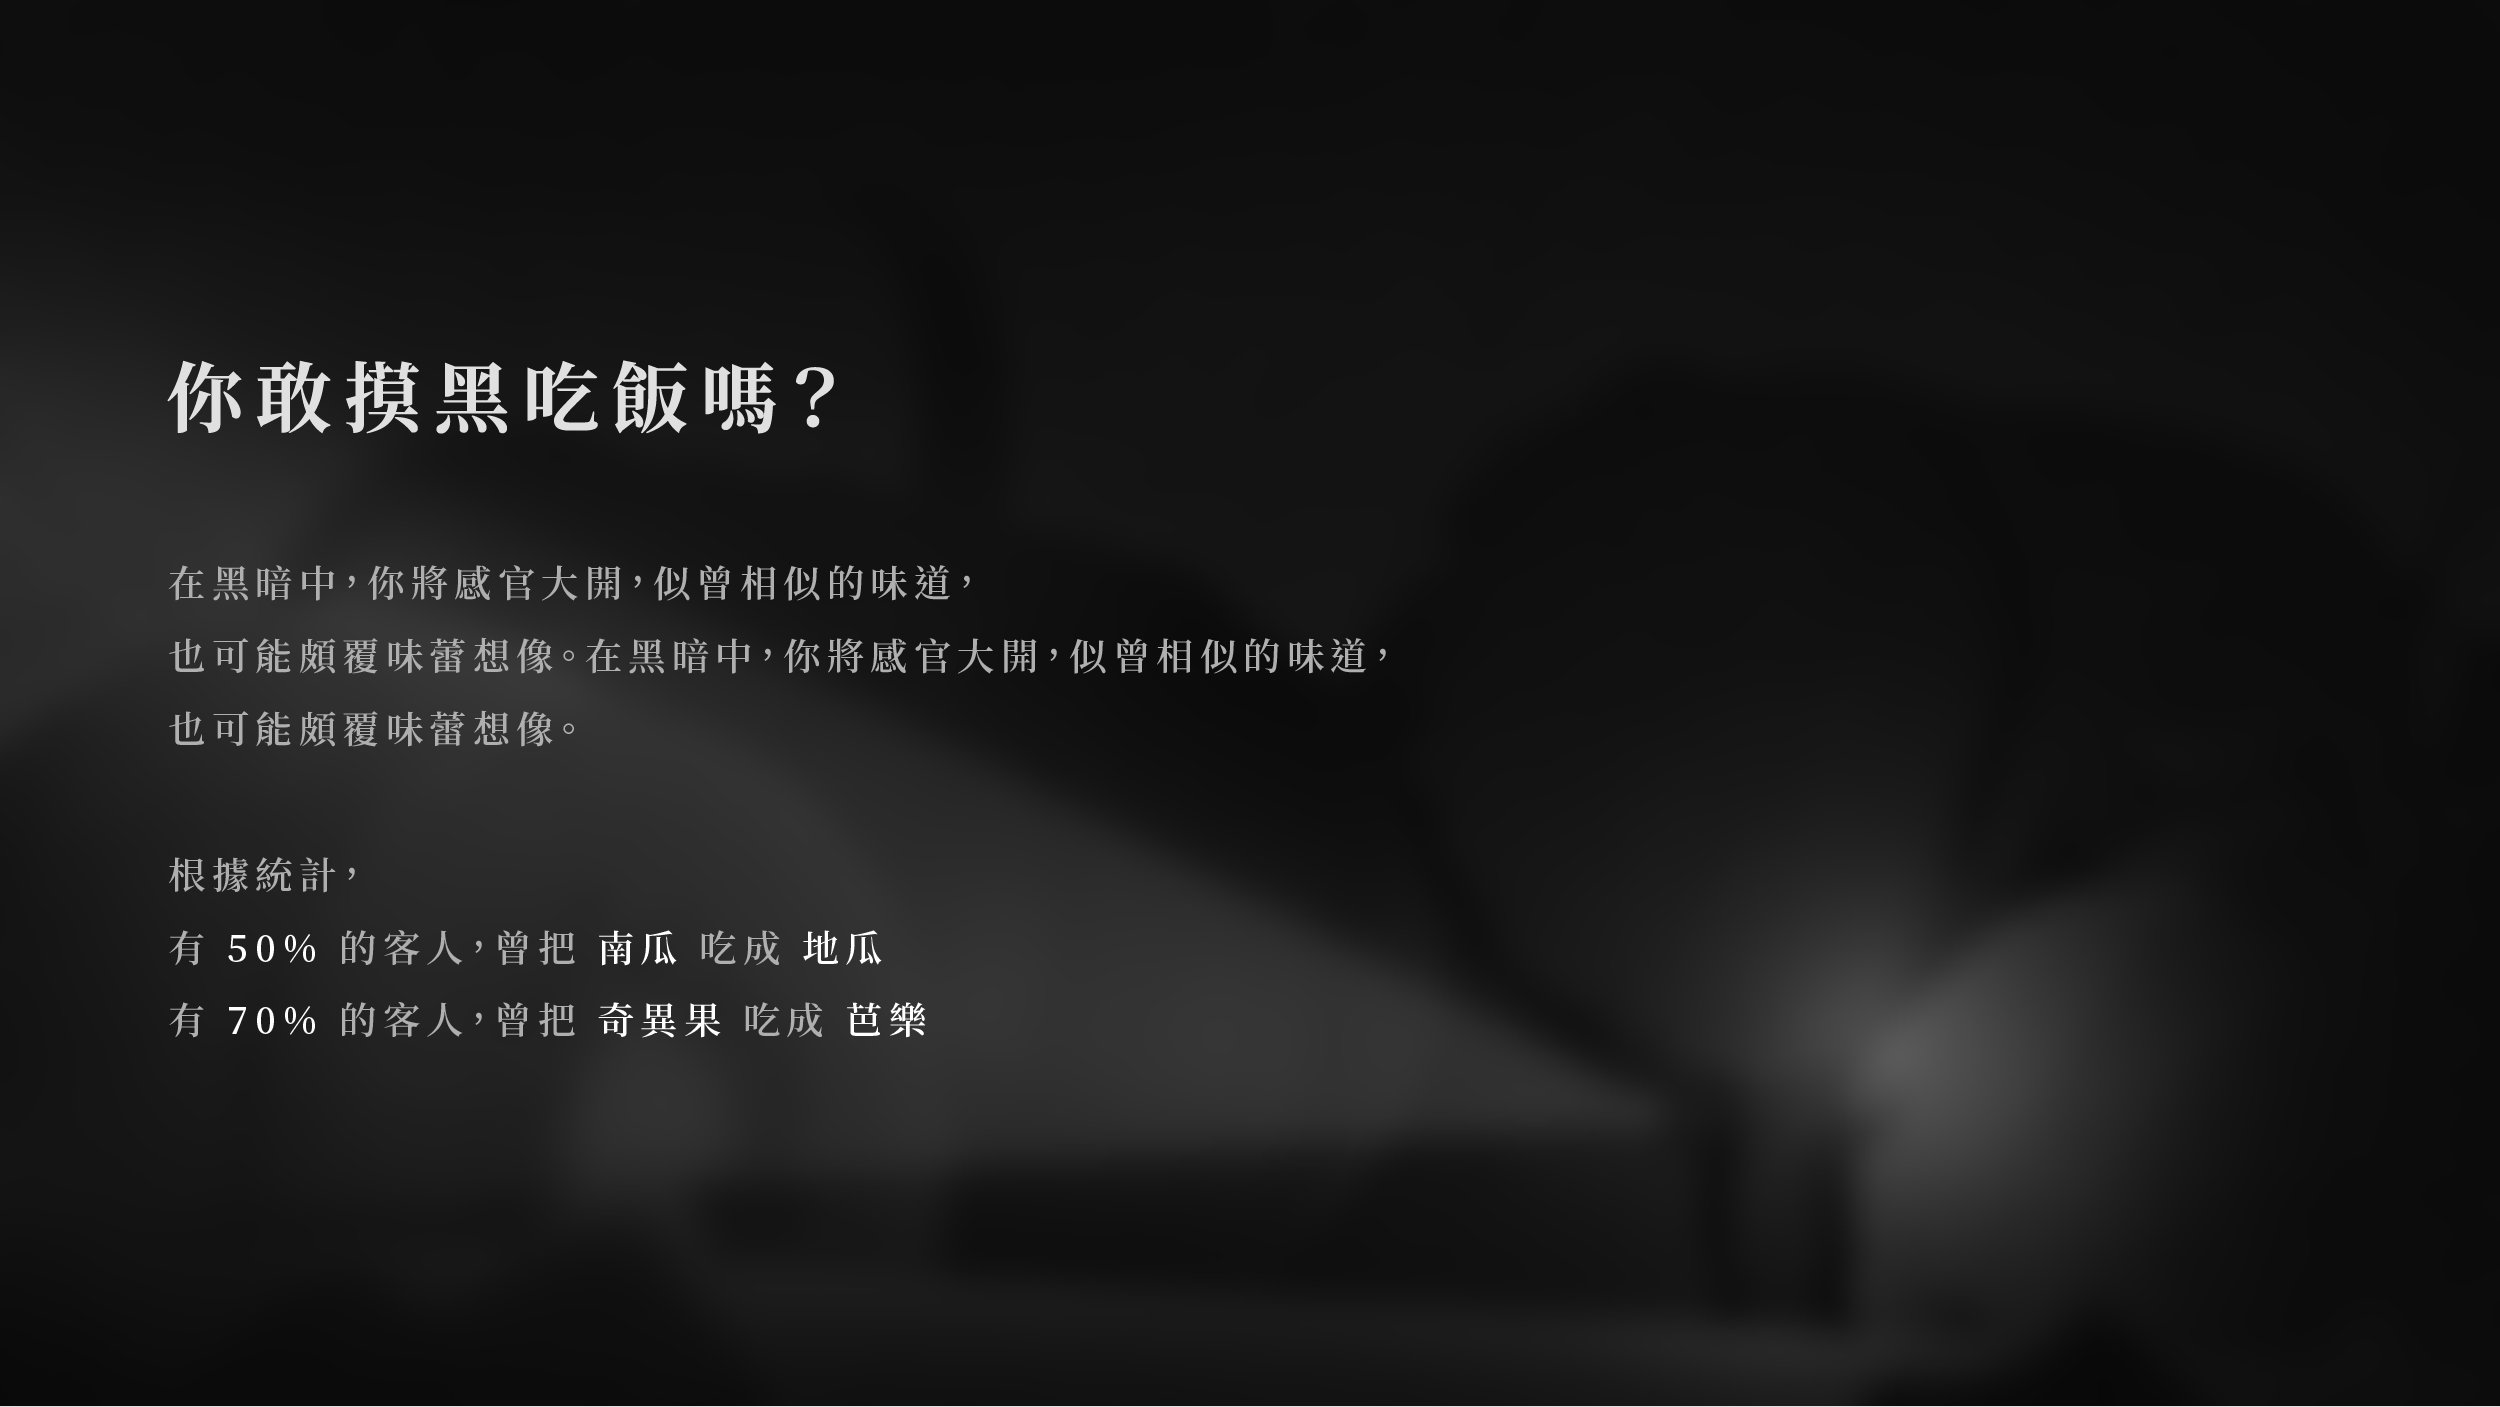 你敢摸黑吃飯嗎？
在黑暗中，你將感官大開，似曾相似的味道，
也可能頗覆味蕾想像。在黑暗中，你將感官大開，似曾相似的味道，
也可能頗覆味蕾想像。
根據統計，
有 50% 的客人，曾把 南瓜 吃成 地瓜
有 70% 的客人，曾把 奇異果 吃成 芭樂